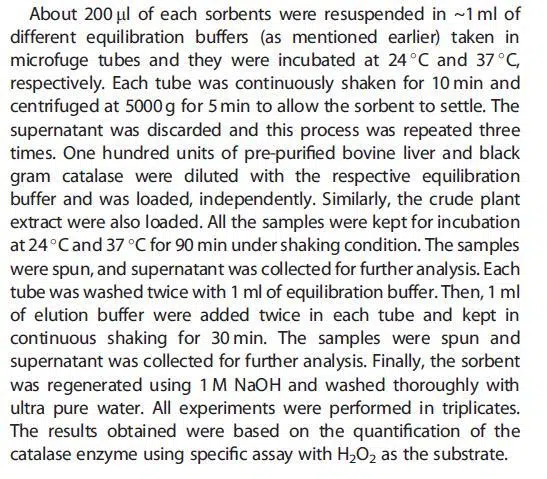 About 200 μl of each sorbents were resuspended in ~1 ml of
different equilibration buffers (as mentioned earlier) taken in
microfuge tubes and they were incubated at 24 °C and 37 °C,
respectively. Each tube was continuously shaken for 10 min and
centrifuged at 5000 g for 5 min to allow the sorbent to settle. The
supernatant was discarded and this process was repeated three
times. One hundred units of pre-purified bovine liver and black
gram catalase were diluted with the respective equilibration
buffer and was loaded, independently. Similarly, the crude plant
extract were also loaded. All the samples were kept for incubation
at 24 °C and 37 °C for 90 min under shaking condition. The samples
were spun, and supernatant was collected for further analysis. Each
tube was washed twice with 1 ml of equilibration buffer. Then, 1 ml
of elution buffer were added twice in each tube and kept in
continuous shaking for 30 min. The samples were spun and
supernatant was collected for further analysis. Finally, the sorbent
was regenerated using 1 M NaOH and washed thoroughly with
ultra pure water. All experiments were performed in triplicates.
The results obtained were based on the quantification of the
catalase enzyme using specific assay with H₂O₂ as the substrate.